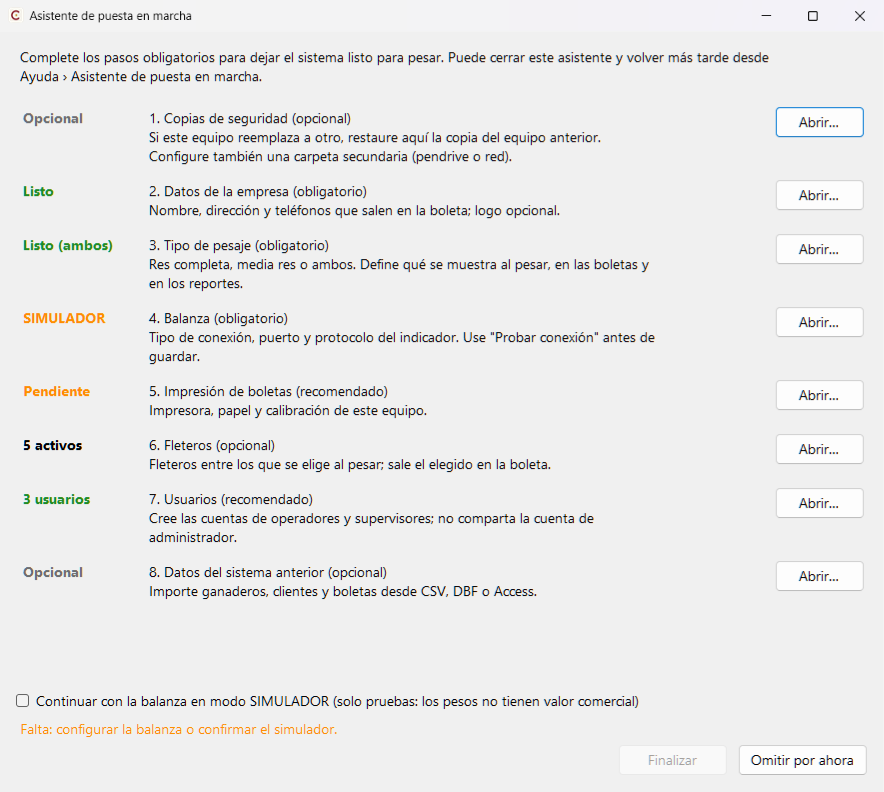 Asistente de puesta en marcha
Complete los pasos obligatorios para dejar el sistema listo para pesar. Puede cerrar este asistente y volver más tarde desde
Ayuda › Asistente de puesta en marcha.
Opcional
1. Copias de seguridad (opcional)
Si este equipo reemplaza a otro, restaure aquí la copia del equipo anterior.
Configure también una carpeta secundaria (pendrive o red).
Abrir...
Listo
2. Datos de la empresa (obligatorio)
Nombre, dirección y teléfonos que salen en la boleta; logo opcional.
Abrir...
Listo (ambos)
3. Tipo de pesaje (obligatorio)
Res completa, media res o ambos. Define qué se muestra al pesar, en las boletas y
en los reportes.
Abrir...
SIMULADOR
4. Balanza (obligatorio)
Tipo de conexión, puerto y protocolo del indicador. Use "Probar conexión" antes de
guardar.
Abrir...
Pendiente
5. Impresión de boletas (recomendado)
Impresora, papel y calibración de este equipo.
Abrir...
5 activos
6. Fleteros (opcional)
Fleteros entre los que se elige al pesar; sale el elegido en la boleta.
Abrir...
3 usuarios
7. Usuarios (recomendado)
Cree las cuentas de operadores y supervisores; no comparta la cuenta de
administrador.
Abrir...
Opcional
8. Datos del sistema anterior (opcional)
Importe ganaderos, clientes y boletas desde CSV, DBF o Access.
Abrir...
Continuar con la balanza en modo SIMULADOR (solo pruebas: los pesos no tienen valor comercial)
Falta: configurar la balanza o confirmar el simulador.
Finalizar
Omitir por ahora